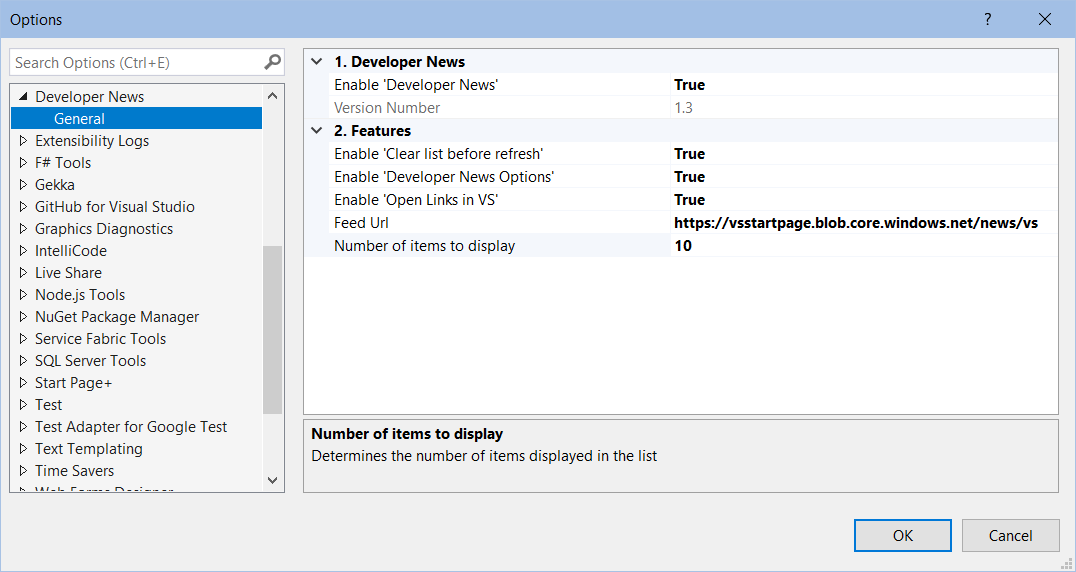 Options
?
Search Options (Ctrl+E)
Developer News
General
Extensibility Logs
F# Tools
Gekka
GitHub for Visual Studio
Graphics Diagnostics
IntelliCode
Live Share
Node.js Tools
NuGet Package Manager
Service Fabric Tools
SQL Server Tools
Start Page+
Test
Test Adapter for Google Test
Text Templating
Time Savers
Web Forms Designer
1. Developer News
Enable 'Developer News' True
Version Number 1.3
2. Features
Enable 'Clear list before refresh' True
Enable 'Developer News Options' True
Enable 'Open Links in VS' True
Feed Url https://vsstartpage.blob.core.windows.net/news/vs
Number of items to display 10
Number of items to display
Determines the number of items displayed in the list
OK Cancel